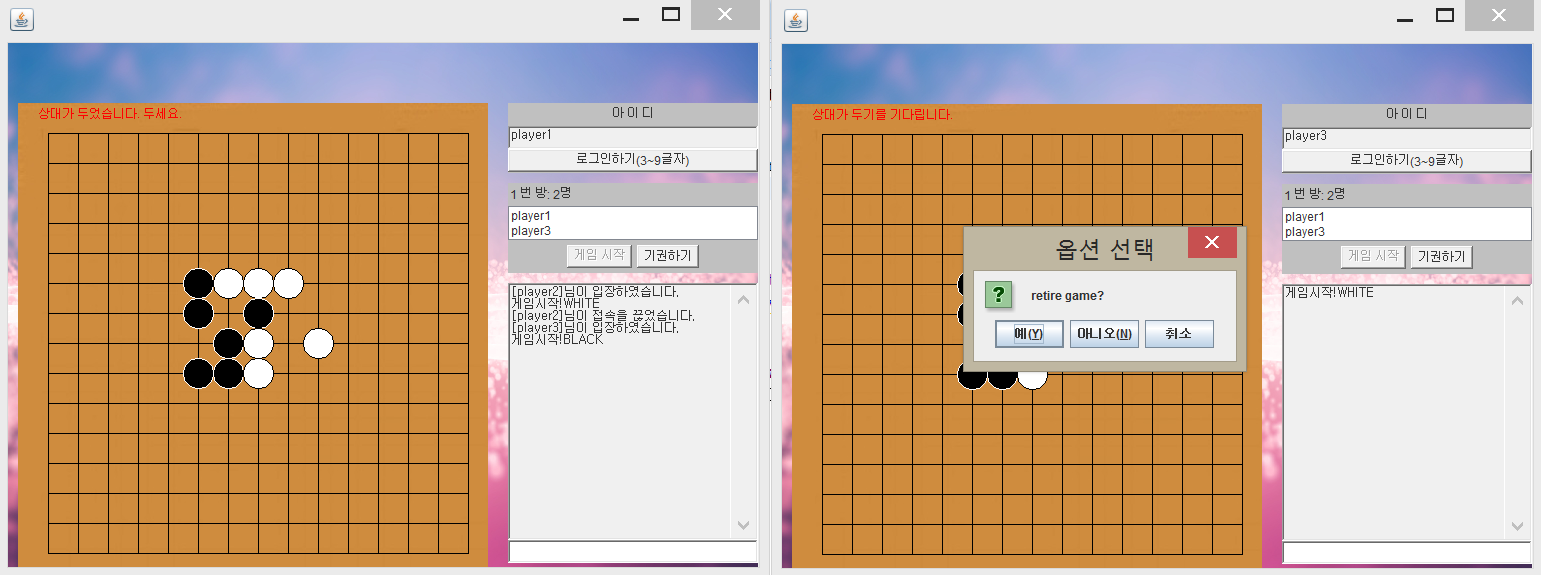 상대가 두었습니다. 두세요.
아 이 디
player1
로그인하기(3~9글자)
1 번 방: 2명
player1
player3
게임 시작 기권하기
[player2]님이 입장하였습니다.
게임시작!WHITE
[player2]님이 접속을 끊었습니다.
[player3]님이 입장하였습니다.
게임시작!BLACK
상대가 두기를 기다립니다.
아 이 디
player3
로그인하기(3~9글자)
1 번 방: 2명
player1
player3
게임 시작 기권하기
게임시작!WHITE
옵션 선택
retire game?
예(Y) 아니오(N) 취소